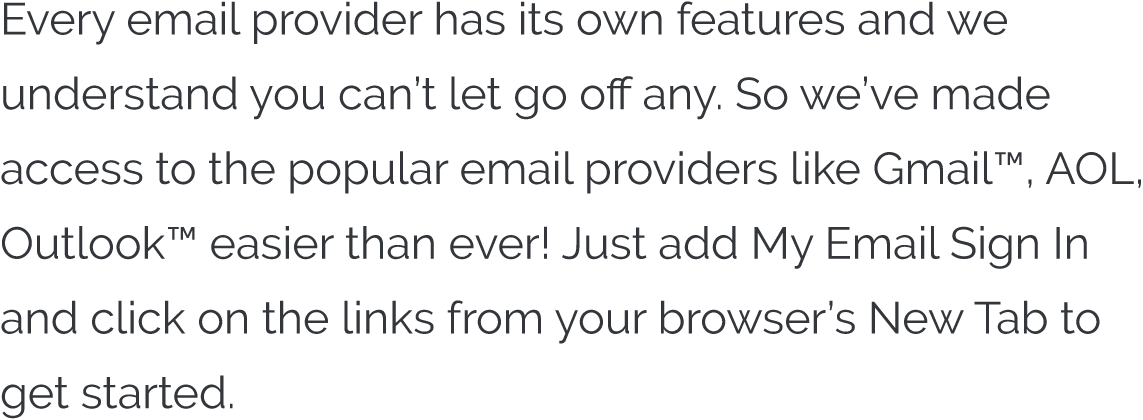 Every email provider has its own features and we
understand you can’t let go off any. So we’ve made
access to the popular email providers like Gmail™, AOL,
Outlook™ easier than ever! Just add My Email Sign In
and click on the links from your browser’s New Tab to
get started.